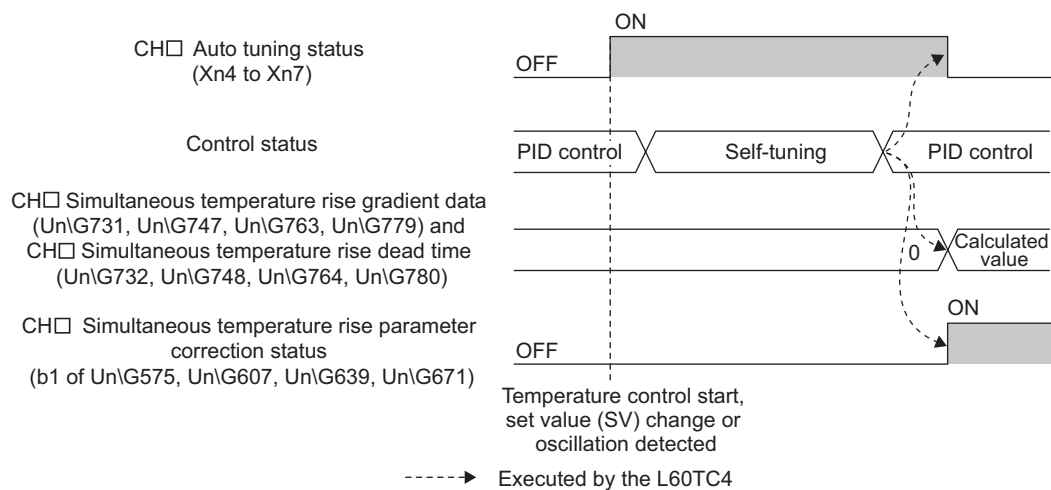 ON
CH□ Auto tuning status
(Xn4 to Xn7)
OFF
Control status
PID control
Self-tuning
PID control
CH□ Simultaneous temperature rise gradient data
(Un\G731, Un\G747, Un\G763, Un\G779) and
CH□ Simultaneous temperature rise dead time
(Un\G732, Un\G748, Un\G764, Un\G780)
0
Calculated
value
CH□ Simultaneous temperature rise parameter
correction status
(b1 of Un\G575, Un\G607, Un\G639, Un\G671)
ON
OFF
Temperature control start,
set value (SV) change or
oscillation detected
Executed by the L60TC4